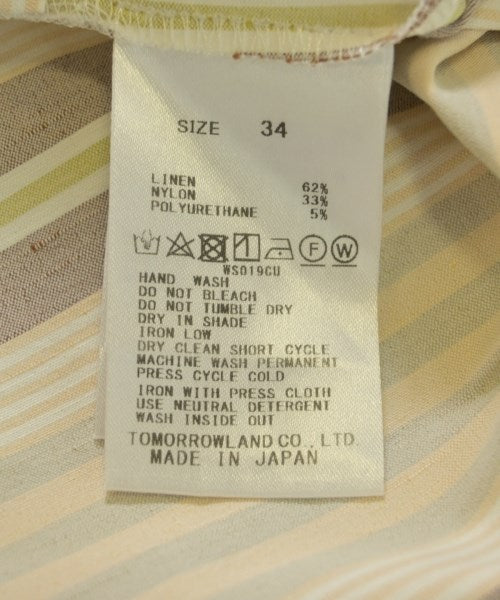 SIZE 34
LINEN 62%
NYLON 33%
POLYURETHANE 5%
F W
WS019CU
HAND WASH
DO NOT BLEACH
DO NOT TUMBLE DRY
DRY IN SHADE
IRON LOW
DRY CLEAN SHORT CYCLE
MACHINE WASH PERMANENT
PRESS CYCLE COLD
IRON WITH PRESS CLOTH
USE NEUTRAL DETERGENT
WASH INSIDE OUT
TOMORROWLAND CO., LTD.
MADE IN JAPAN